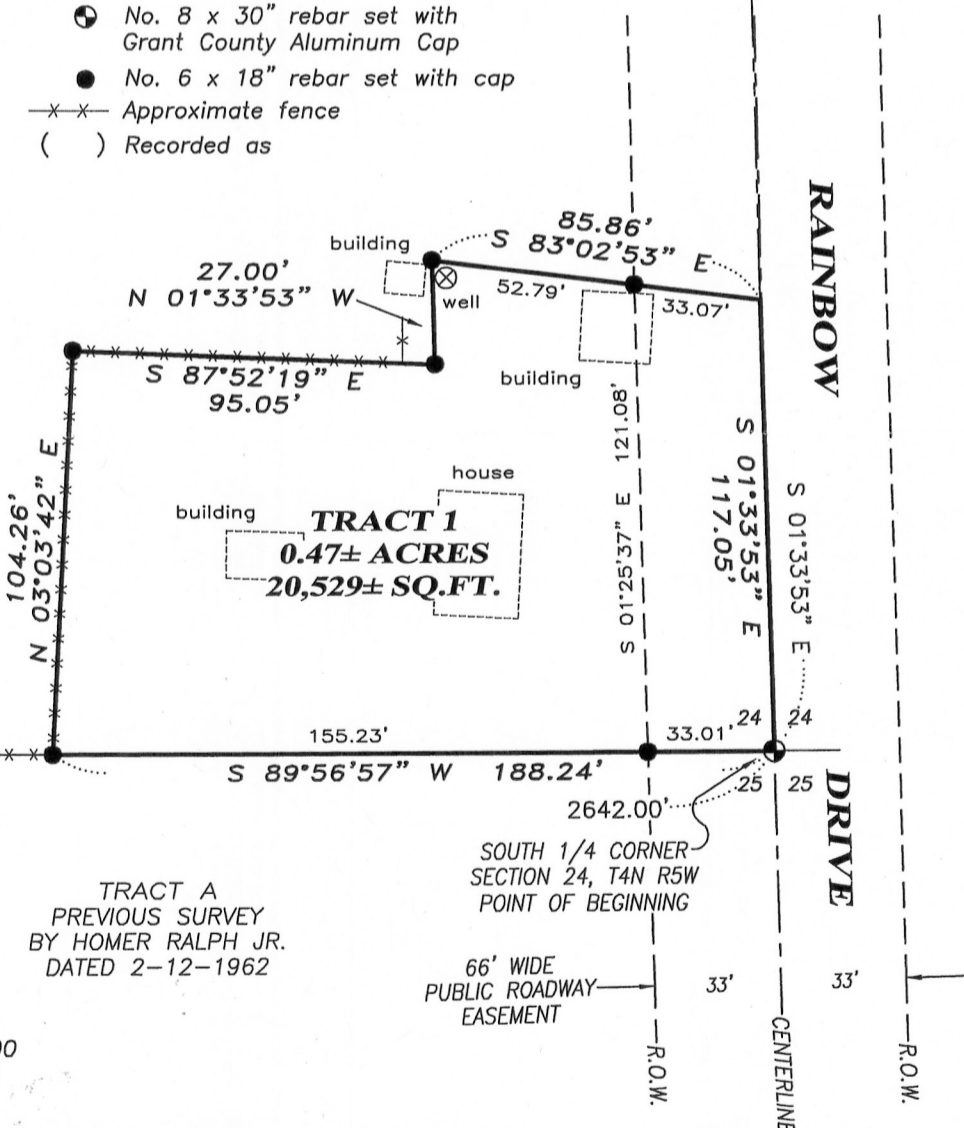 No. 8 x 30" rebar set with
Grant County Aluminum Cap
No. 6 x 18" rebar set with cap
Approximate fence
( ) Recorded as
RAINBOW
85.86'
S 83°02'53" E
building
27.00'
N 01°33'53" W
well
52.79'
33.07'
building
S 87°52'19" E
95.05'
S 01°25'37" E 121.08'
S 01°33'53" E
117.05'
S 01°33'53" E
104.26'
N 03°03'42" E
house
building
TRACT 1
0.47± ACRES
20,529± SQ.FT.
155.23'
33.01'
24
24
S 89°56'57" W 188.24'
25
25
DRIVE
2642.00'
SOUTH 1/4 CORNER
SECTION 24, T4N R5W
POINT OF BEGINNING
TRACT A
PREVIOUS SURVEY
BY HOMER RALPH JR.
DATED 2-12-1962
66' WIDE
PUBLIC ROADWAY
EASEMENT
33'
33'
R.O.W.
CENTERLINE
R.O.W.